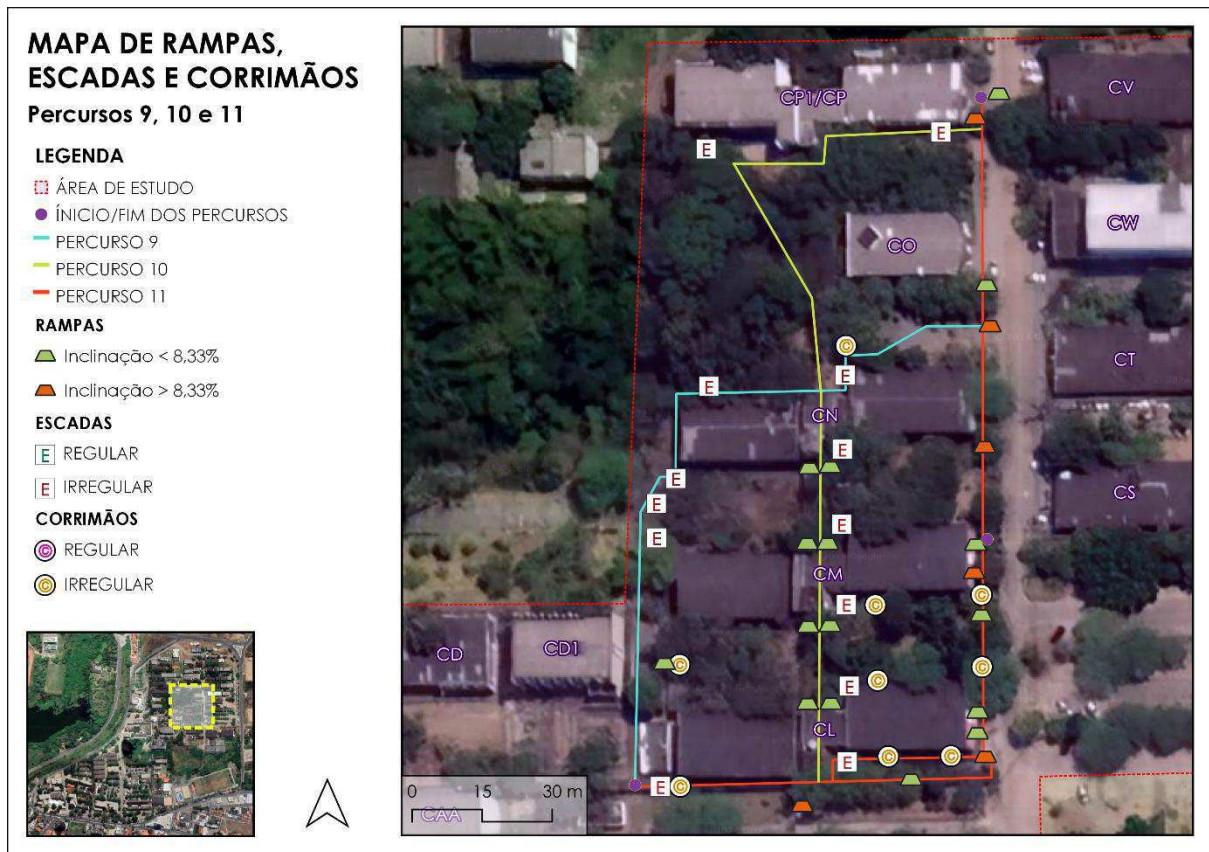 MAPA DE RAMPAS,
ESCADAS E CORRIMÃOS
Percursos 9, 10 e 11
LEGENDA
ÁREA DE ESTUDO
ÍNICIO/FIM DOS PERCURSOS
PERCURSO 9
PERCURSO 10
PERCURSO 11
RAMPAS
Inclinação < 8,33%
Inclinação > 8,33%
ESCADAS
E REGULAR
E IRREGULAR
CORRIMÃOS
© REGULAR
© IRREGULAR
CP1/CP
CV
E
E
CW
CO
©
CT
E
E
CN
E
E
CS
E
E
E
CM
E
©
©
CD
CD1
©
©
E
©
CL
E
©
©
E
©
0 15 30 m
CAA